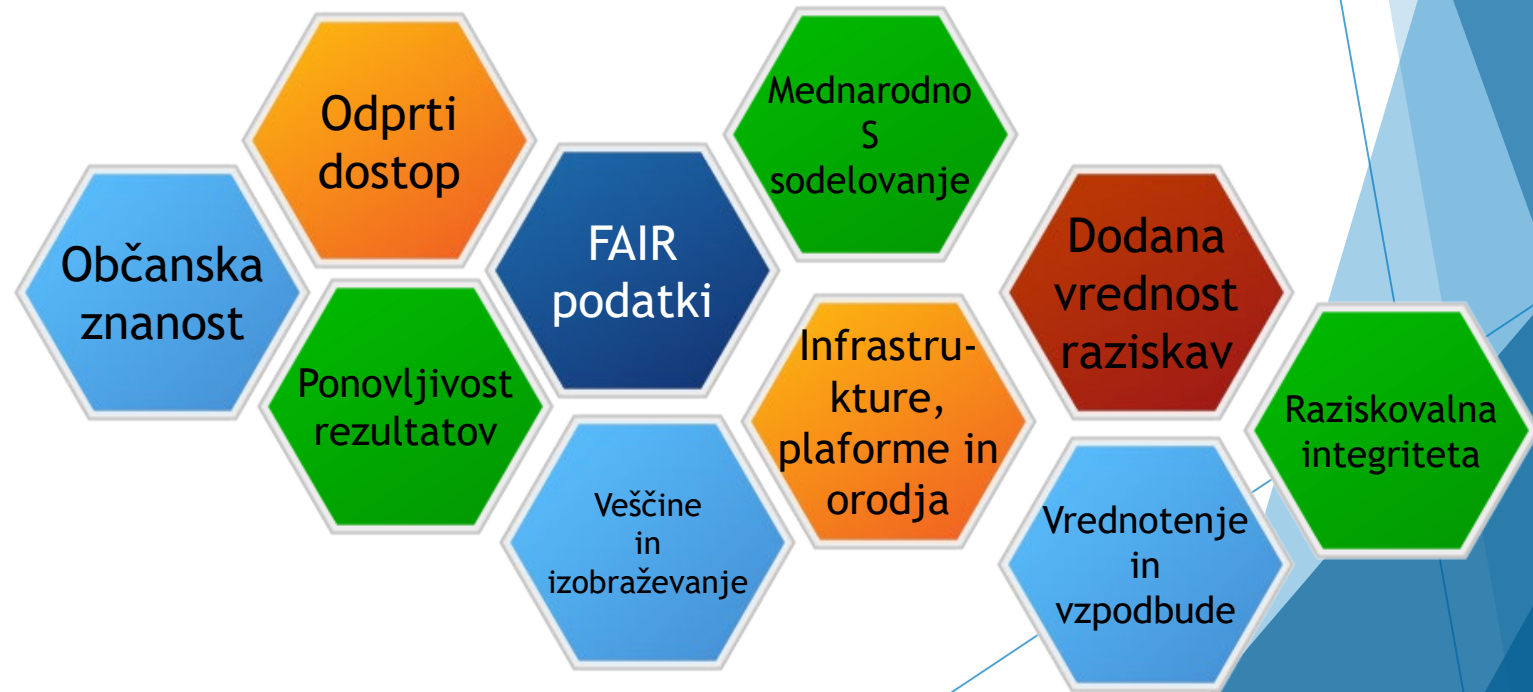 Občanska
znanost
Odprti
dostop
Ponovljivost
rezultatov
FAIR
podatki
Veščine
in
izobraževanje
Mednarodno
S
sodelovanje
Infrastru-
kture,
plaforme in
orodja
Dodana
vrednost
raziskav
Vrednotenje
in
vzpodbude
Raziskovalna
integriteta